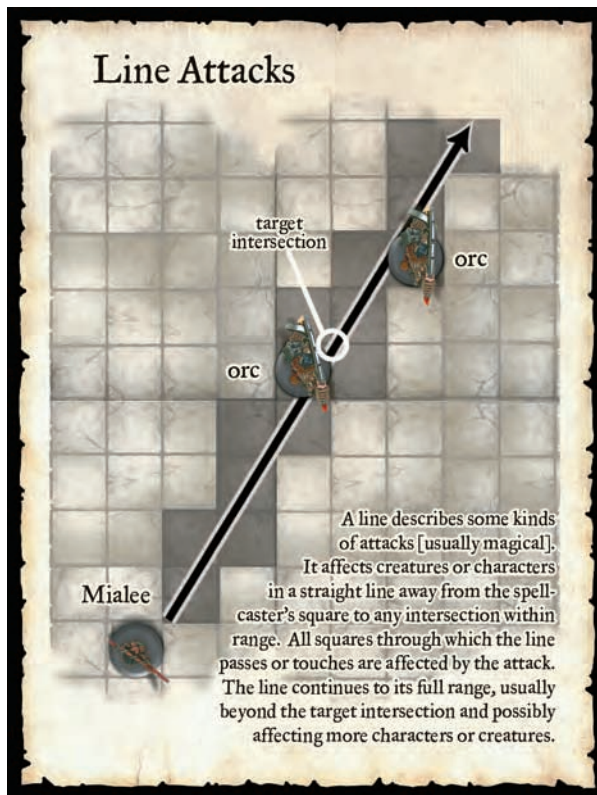 Line Attacks
target
intersection
orc
orc
Mialee
A line describes some kinds
of attacks [usually magical].
It affects creatures or characters
in a straight line away from the spell-
caster's square to any intersection within
range. All squares through which the line
passes or touches are affected by the attack.
The line continues to its full range, usually
beyond the target intersection and possibly
affecting more characters or creatures.